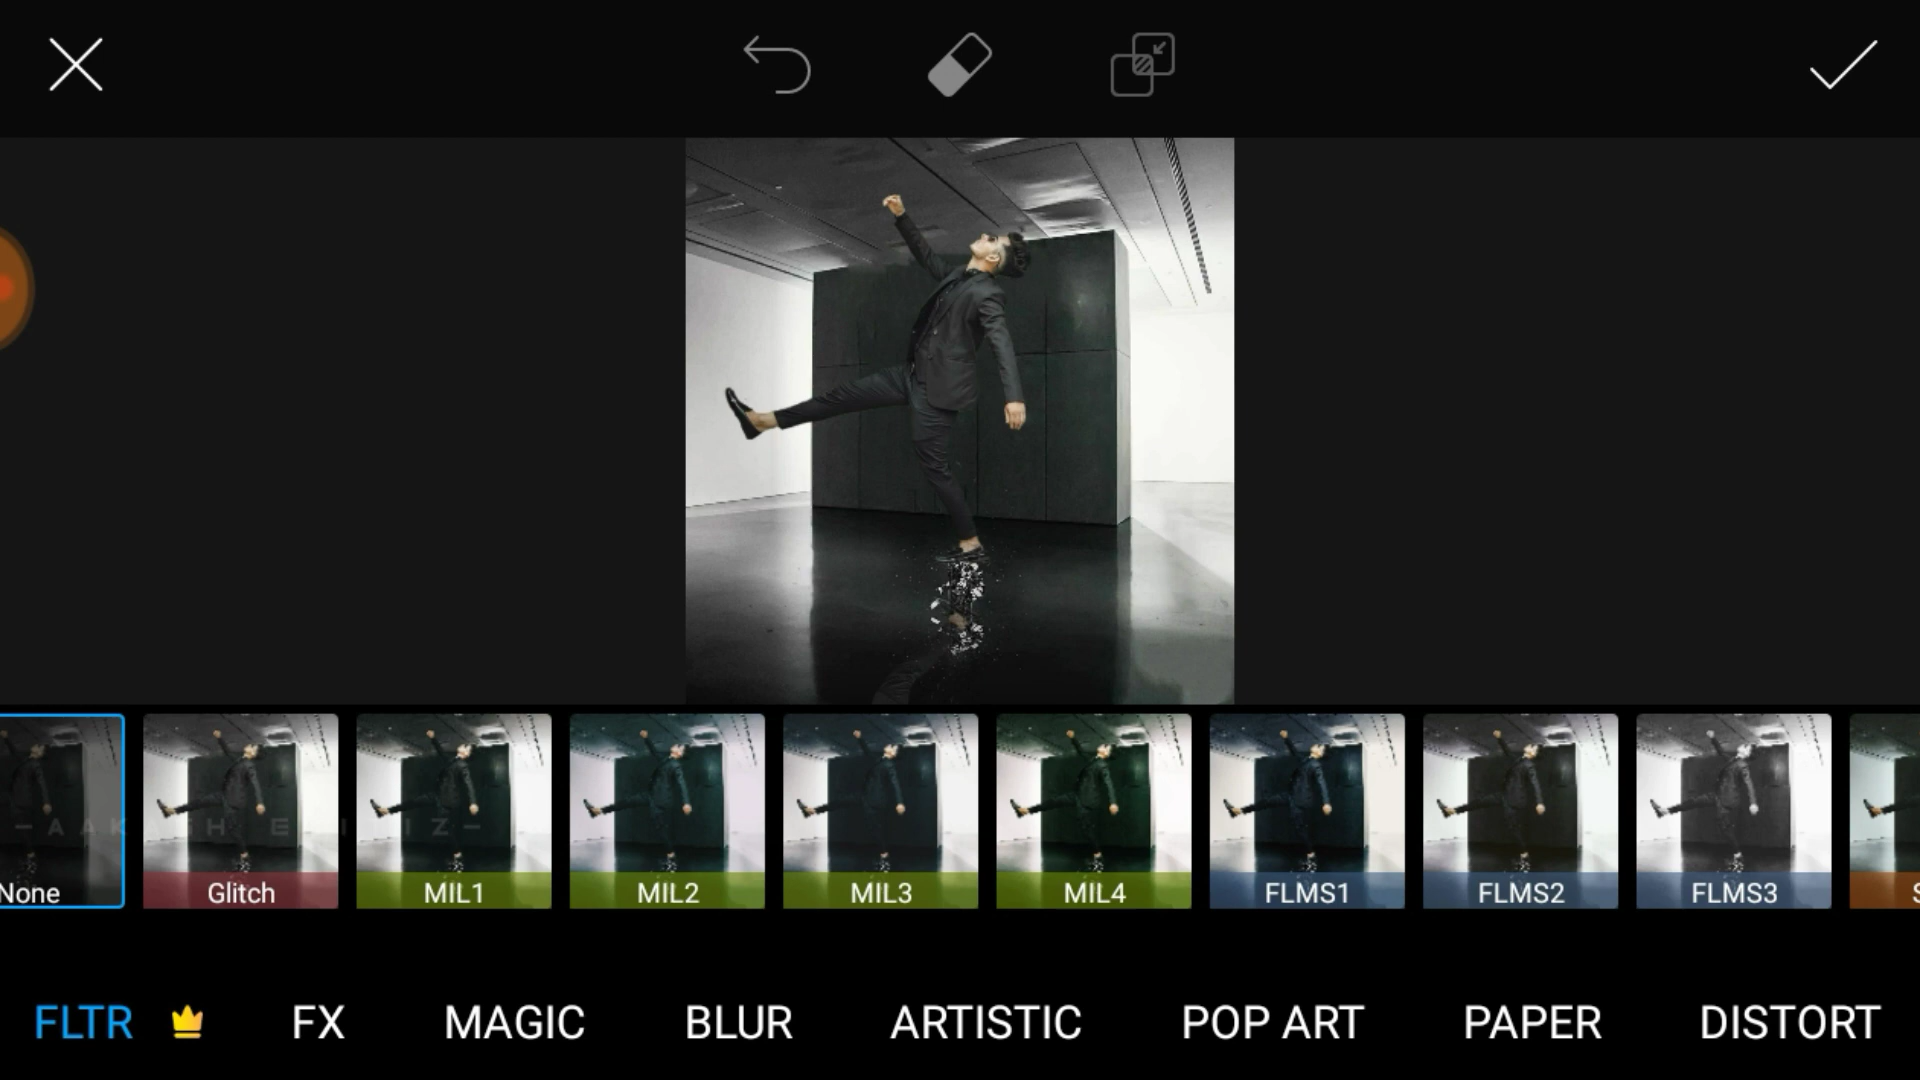 None Glitch MIL1 MIL2 MIL3 MIL4 FLMS1 FLMS2 FLMS3 S
FLTR FX MAGIC BLUR ARTISTIC POP ART PAPER DISTORT